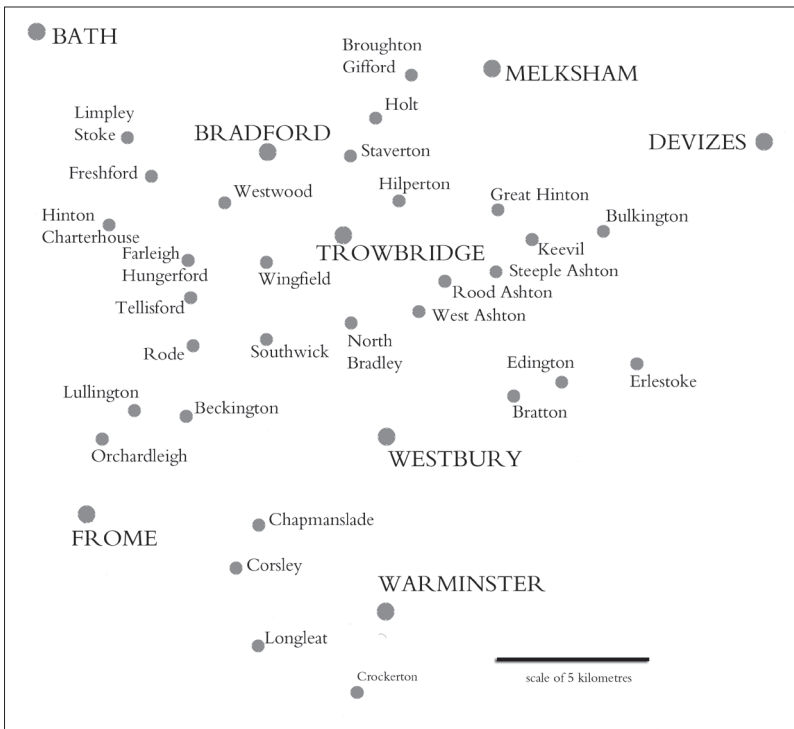 BATH
Broughton
Gifford
MELKSHAM
Limpley
Stoke
Holt
BRADFORD
DEVIZES
Staverton
Freshford
Westwood
Hilperton
Great Hinton
Hinton
Charterhouse
Bulkington
Farleigh
Hungerford
TROWBRIDGE
Keevil
Wingfield
Steeple Ashton
Rood Ashton
Tellisford
West Ashton
North
Bradley
Southwick
Rode
Edington
Erlestoke
Lullington
Beckington
Bratton
Orchardleigh
WESTBURY
Chapmanslade
FROME
Corsley
WARMINSTER
Longleat
Crockerton
scale of 5 kilometres